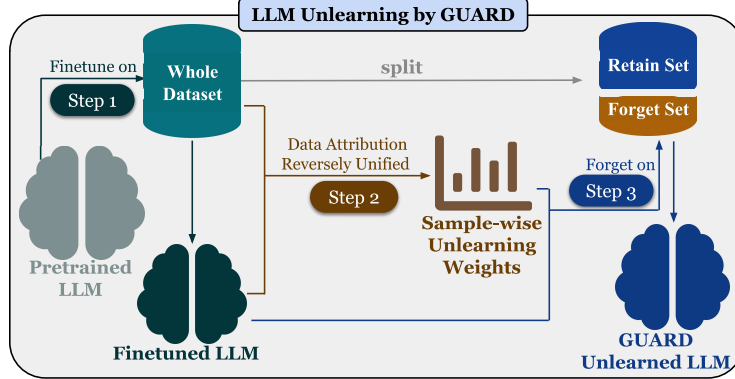 LLM Unlearning by GUARD
Finetune on
Step 1
Whole
Dataset
split
Retain Set
Forget Set
Data Attribution
Reversely Unified
Step 2
Forget on
Step 3
Sample-wise
Unlearning
Weights
Pretrained
LLM
Finetuned LLM
GUARD
Unlearned LLM